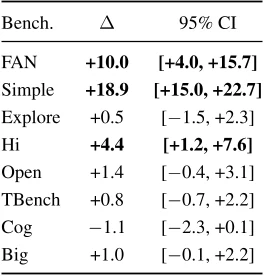 Bench. Δ 95% CI
FAN +10.0 [+4.0, +15.7]
Simple +18.9 [+15.0, +22.7]
Explore +0.5 [−1.5, +2.3]
Hi +4.4 [+1.2, +7.6]
Open +1.4 [−0.4, +3.1]
TBench +0.8 [−0.7, +2.2]
Cog −1.1 [−2.3, +0.1]
Big +1.0 [−0.1, +2.2]